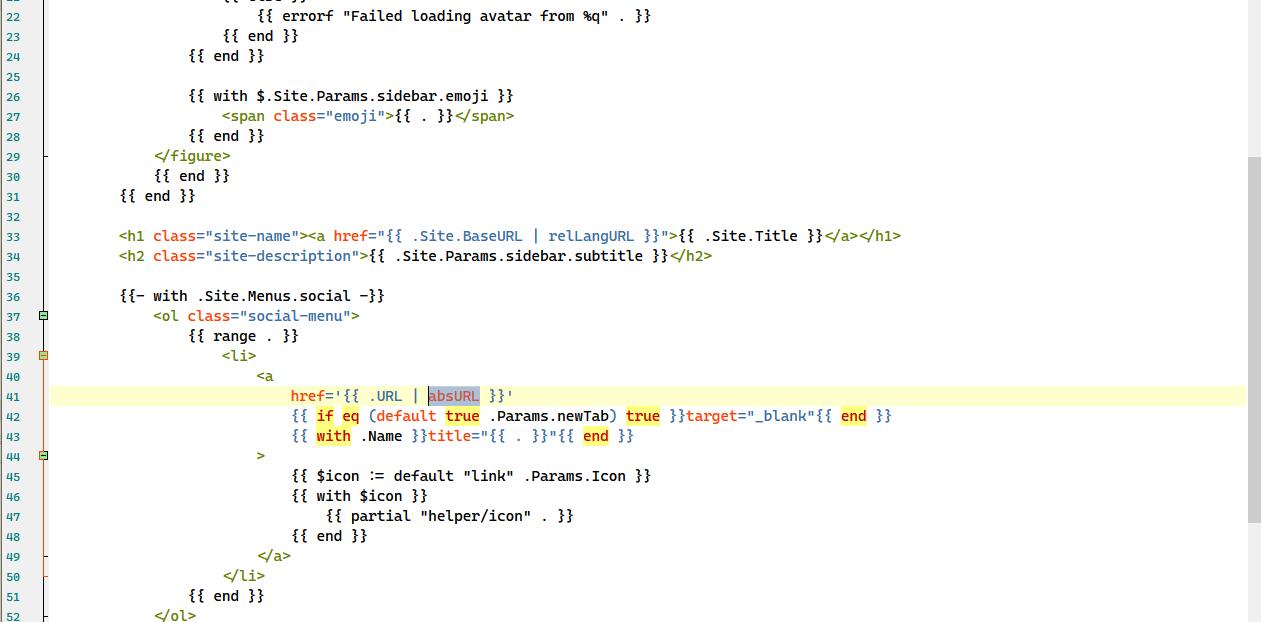 22 {{ errorf "Failed loading avatar from %q" . }}
23 {{ end }}
24 {{ end }}
25
26 {{ with $.Site.Params.sidebar.emoji }}
27 <span class="emoji">{{ . }}</span>
28 {{ end }}
29 </figure>
30 {{ end }}
31 {{ end }}
32
33 <h1 class="site-name"><a href="{{ .Site.BaseURL | relLangURL }}">{{ .Site.Title }}</a></h1>
34 <h2 class="site-description">{{ .Site.Params.sidebar.subtitle }}</h2>
35
36 {{- with .Site.Menus.social -}}
37 <ol class="social-menu">
38 {{ range . }}
39 <li>
40 <a
41 href='{{ .URL | absURL }}'
42 {{ if eq (default true .Params.newTab) true }}target="_blank"{{ end }}
43 {{ with .Name }}title="{{ . }}"{{ end }}
44 >
45 {{ $icon := default "link" .Params.Icon }}
46 {{ with $icon }}
47 {{ partial "helper/icon" . }}
48 {{ end }}
49 </a>
50 </li>
51 {{ end }}
52 </ol>